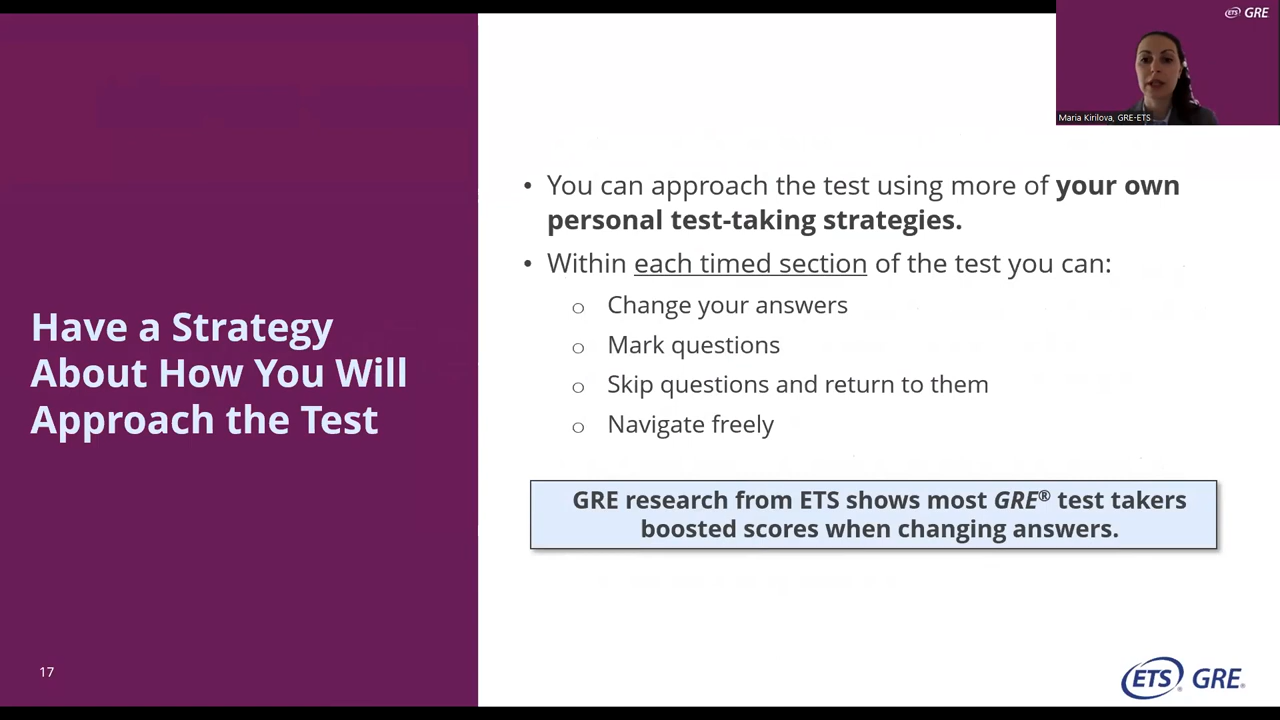 ETS GRE
Maria Kirilova, GRE-ETS
Have a Strategy
About How You Will
Approach the Test
• You can approach the test using more of your own
personal test-taking strategies.
• Within each timed section of the test you can:
o Change your answers
o Mark questions
o Skip questions and return to them
o Navigate freely
GRE research from ETS shows most GRE® test takers
boosted scores when changing answers.
17
ETS® GRE®